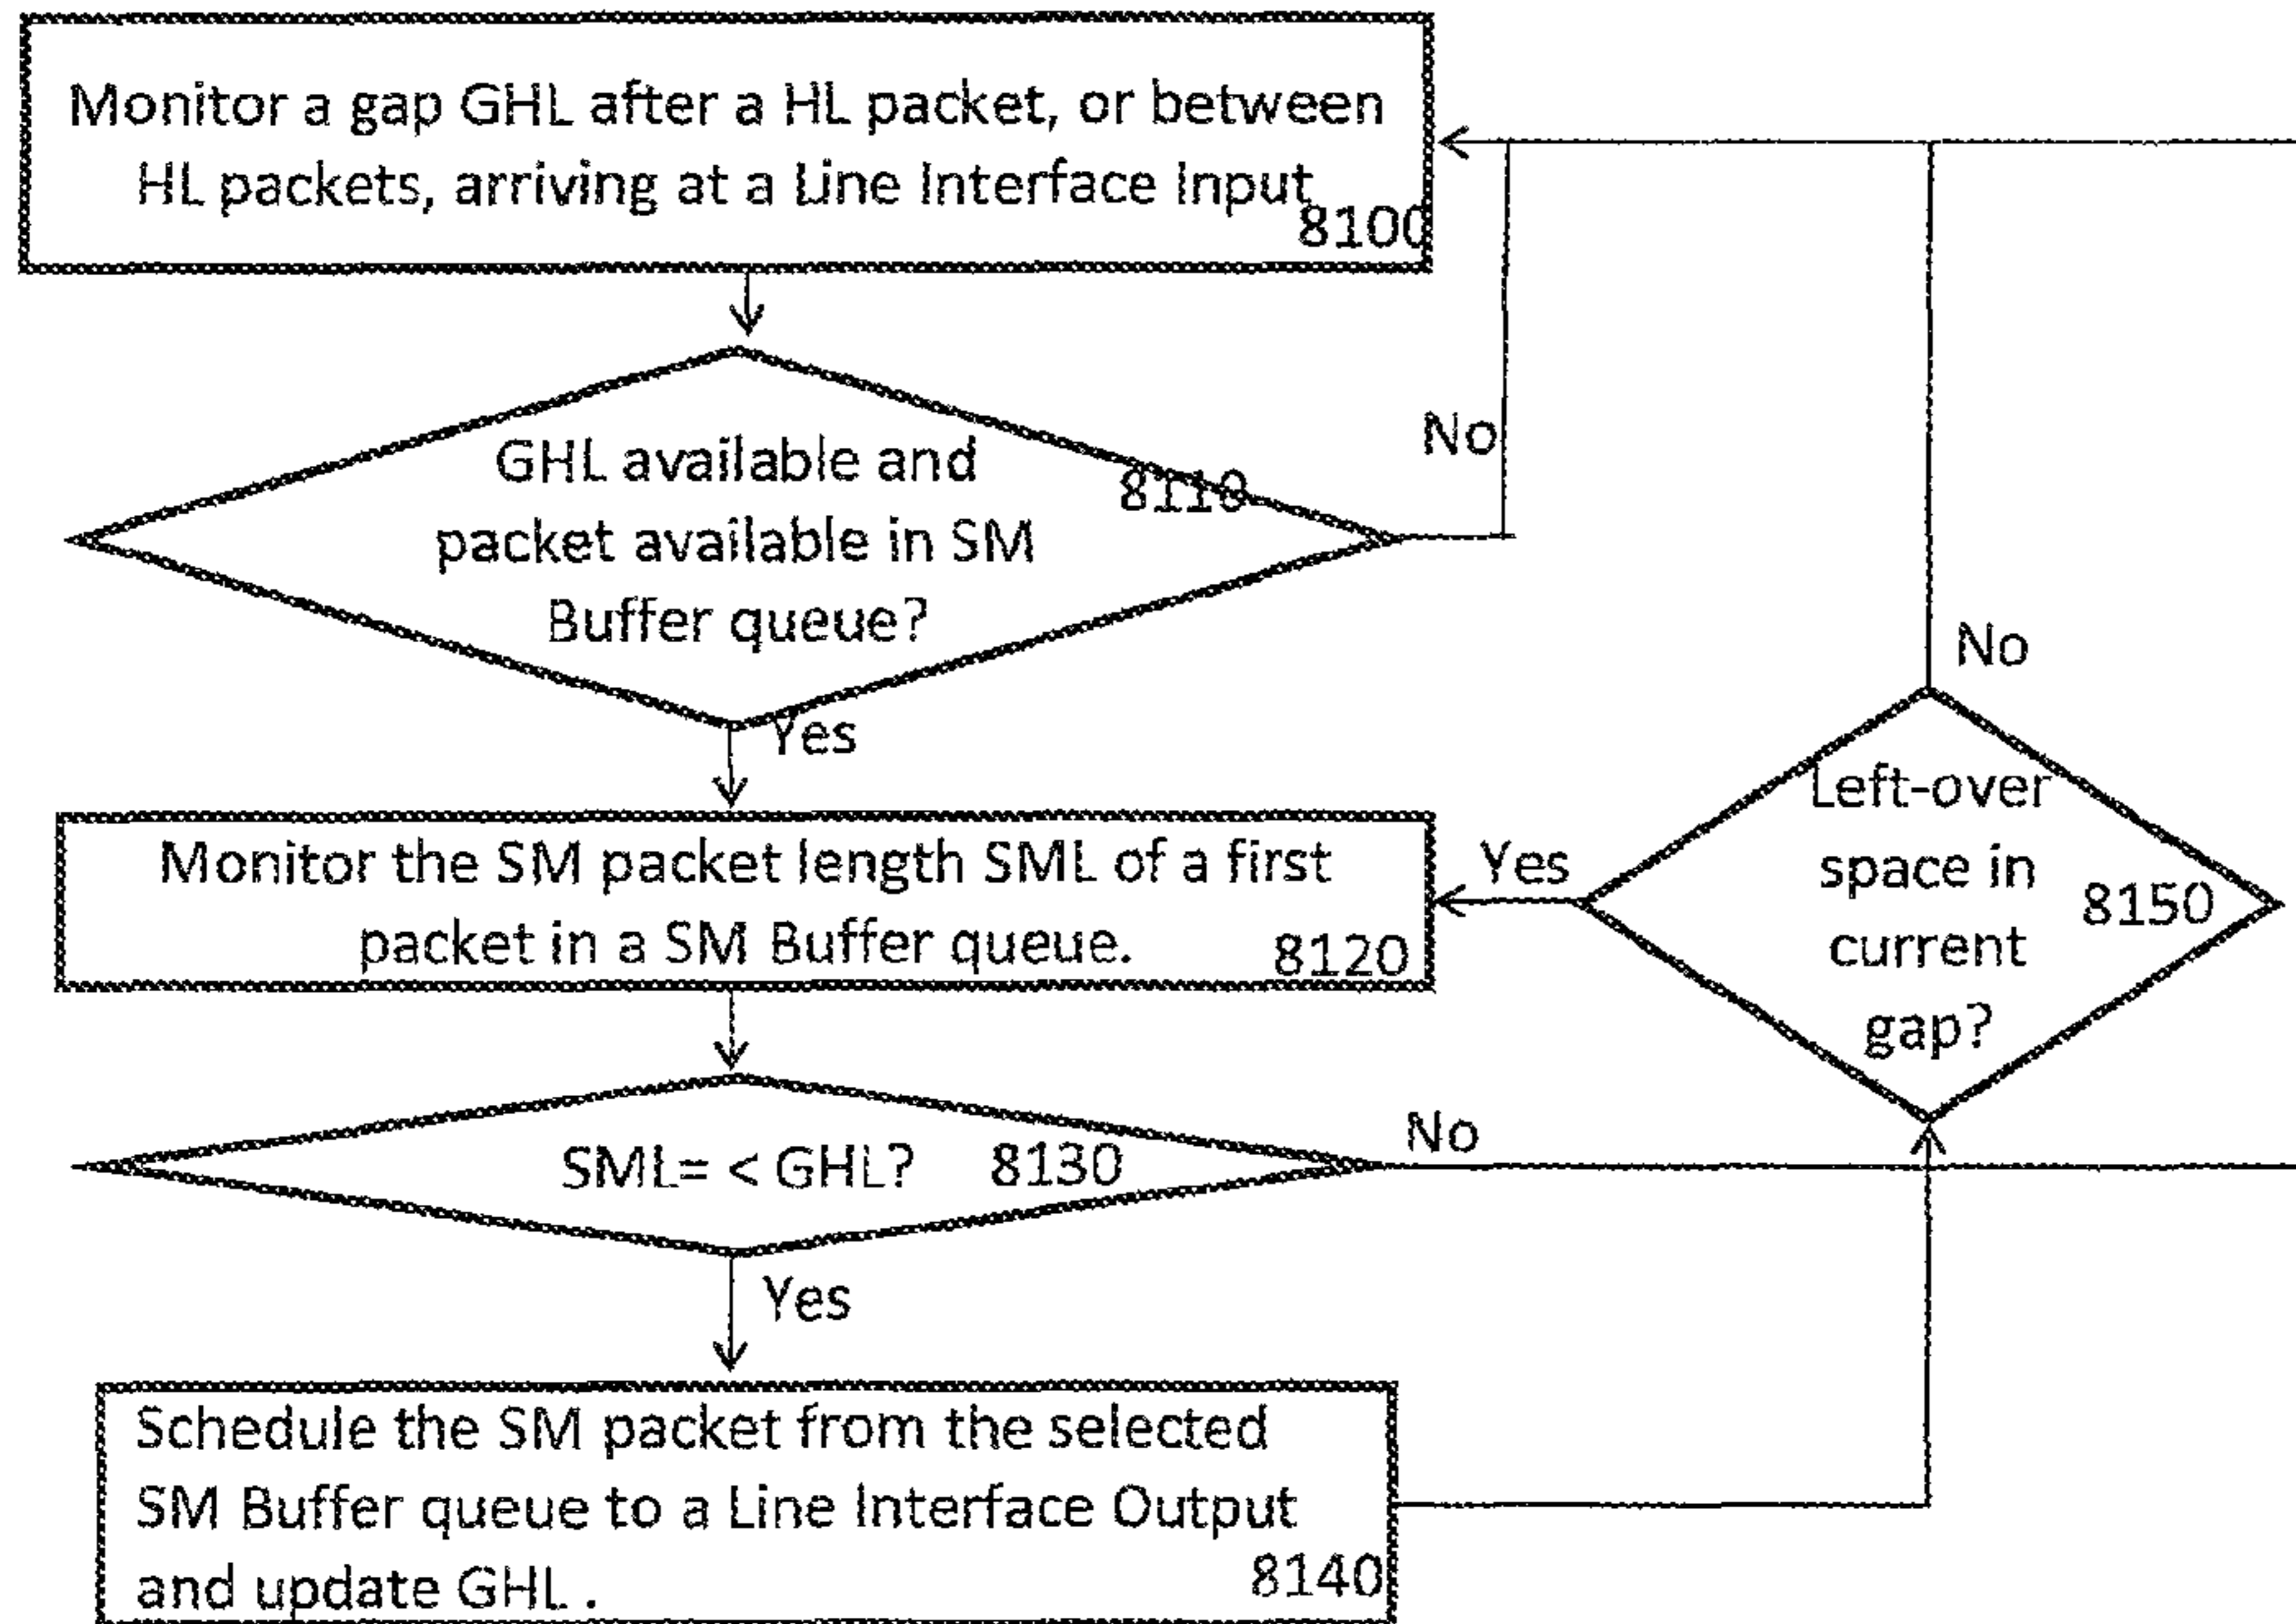 Monitor a gap GHL after a HL packet, or between
HL packets, arriving at a Line Interface Input
8100
GHL available and
packet available in SM
Buffer queue?
8110
No
Yes
Monitor the SM packet length SML of a first
packet in a SM Buffer queue.
8120
SML= < GHL? 8130
No
Yes
Schedule the SM packet from the selected
SM Buffer queue to a Line Interface Output
and update GHL .
8140
Left-over
space in
current
gap?
8150
No
Yes